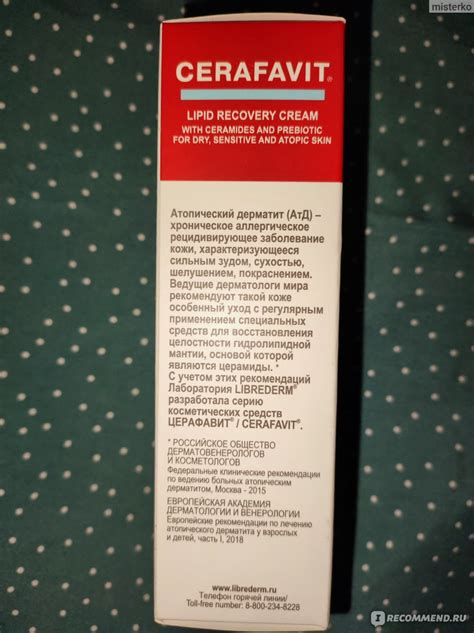 misterko
CERAFAVIT®
LIPID RECOVERY CREAM
WITH CERAMIDES AND PREBIOTIC
FOR DRY, SENSITIVE AND ATOPIC SKIN
Атопический дерматит (АтД) –
хроническое аллергическое
рецидивирующее заболевание
кожи, характеризующееся
сильным зудом, сухостью,
шелушением, покраснением.
Ведущие дерматологи мира
рекомендуют такой коже
особенный уход с регулярным
применением специальных
средств для восстановления
целостности гидролипидной
мантии, основой которой
являются церамиды. *
С учетом этих рекомендаций
Лаборатория LIBREDERM®
разработала серию
косметических средств
ЦЕРАФАВИТ® / CERAFAVIT®.
* РОССИЙСКОЕ ОБЩЕСТВО
ДЕРМАТОВЕНЕРОЛОГОВ
И КОСМЕТОЛОГОВ
Федеральные клинические рекомендации
по ведению больных атопическим
дерматитом, Москва - 2015
ЕВРОПЕЙСКАЯ АКАДЕМИЯ
ДЕРМАТОЛОГИИ И ВЕНЕРОЛОГИИ
Европейские рекомендации по лечению
атопического дерматита у взрослых
и детей, часть I, 2018
www.librederm.ru
Телефон горячей линии/
Toll-free number: 8-800-234-8228
IRECOMMEND.RU